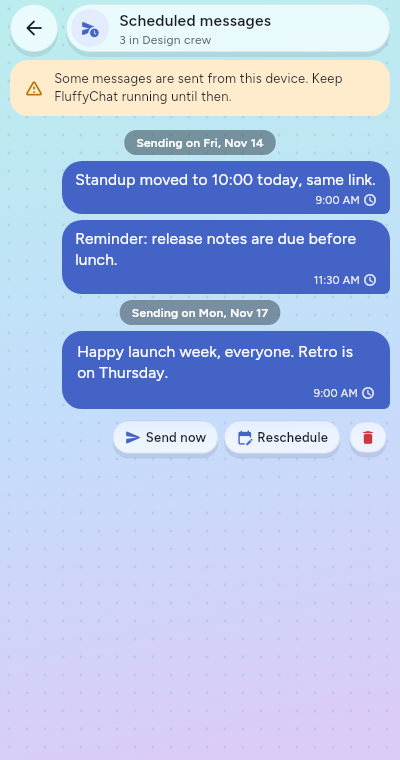 Scheduled messages
3 in Design crew
Some messages are sent from this device. Keep
FluffyChat running until then.
Sending on Fri, Nov 14
Standup moved to 10:00 today, same link.
9:00 AM
Reminder: release notes are due before
lunch.
11:30 AM
Sending on Mon, Nov 17
Happy launch week, everyone. Retro is
on Thursday.
9:00 AM
Send now
Reschedule